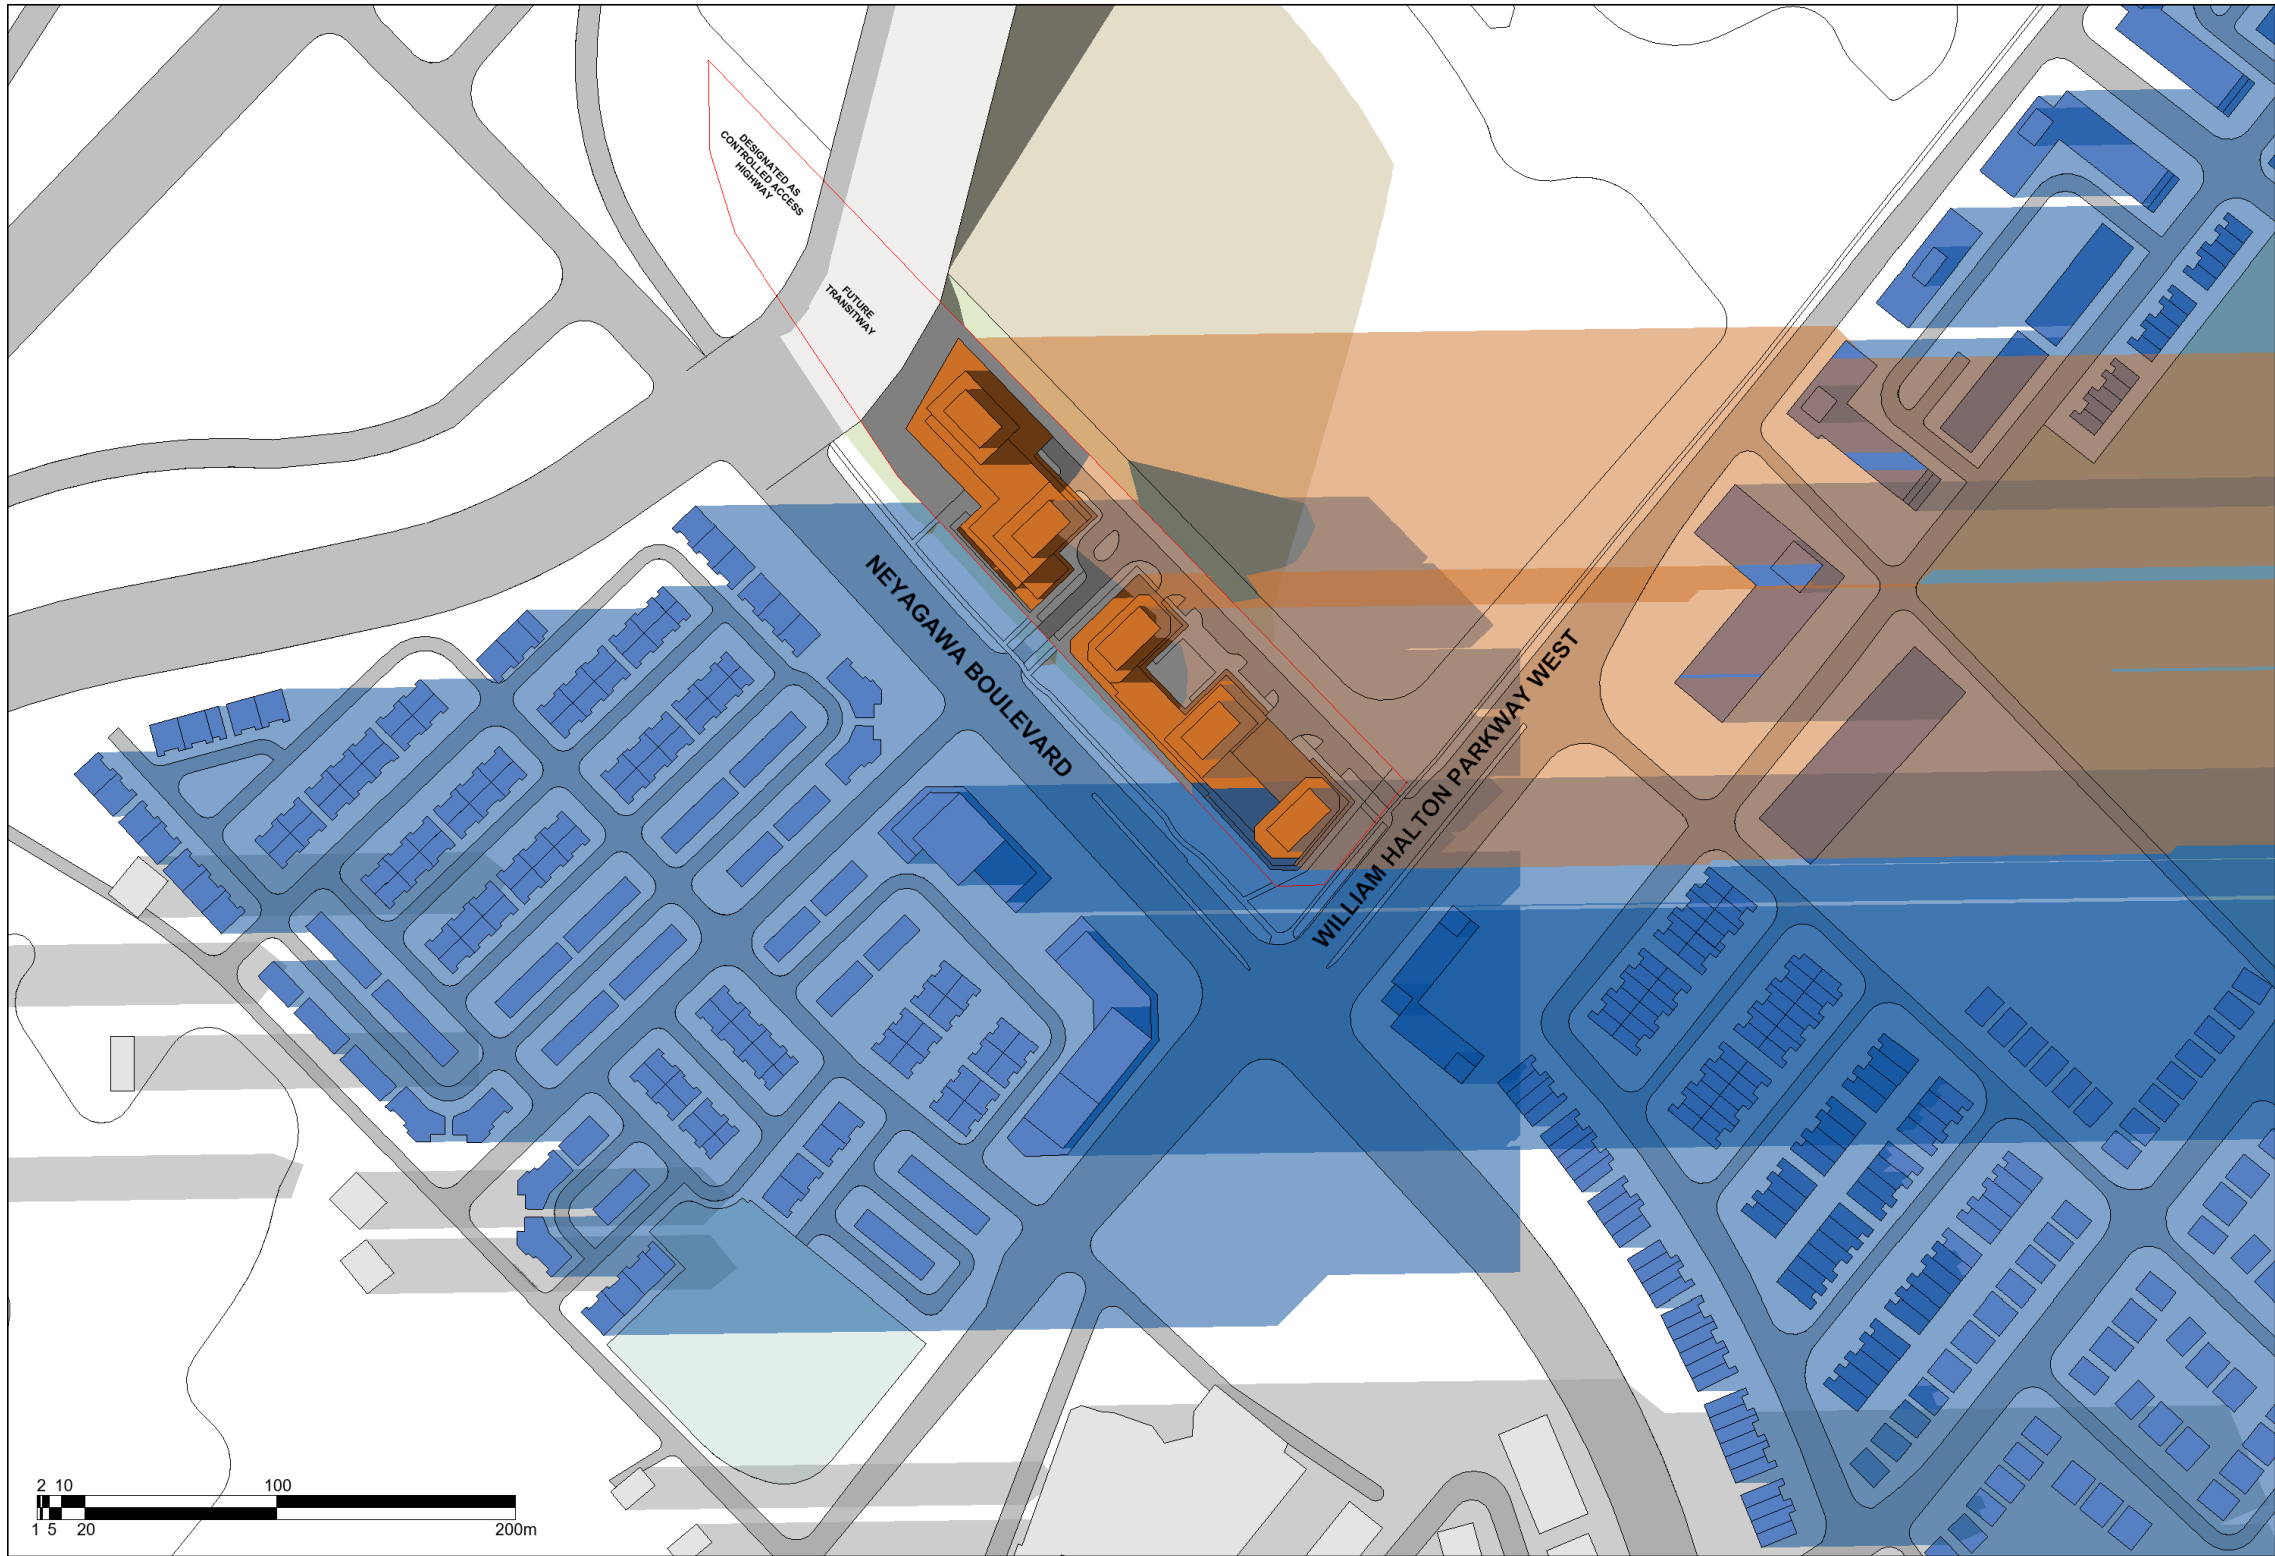 DESIGNATED AS
CONTROLLED ACCESS
HIGHWAY
FUTURE
TRANSITWAY
NEYAGAWA BOULEVARD
WILLIAM HALTON PARKWAY WEST
2 10 100
1 5 20 200m